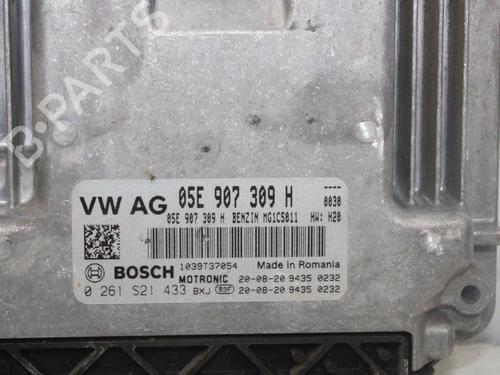 B-PARTS
VW AG 05E 907 309 H ----
0030
05E 907 309 H BENZIN MG1CS011 HW: H20
BOSCH 1039T37054 Made in Romania
MOTRONIC 20-08-20 9435 0232
0 261 S21 433 BXJ B3F 20-08-20 9435 0232